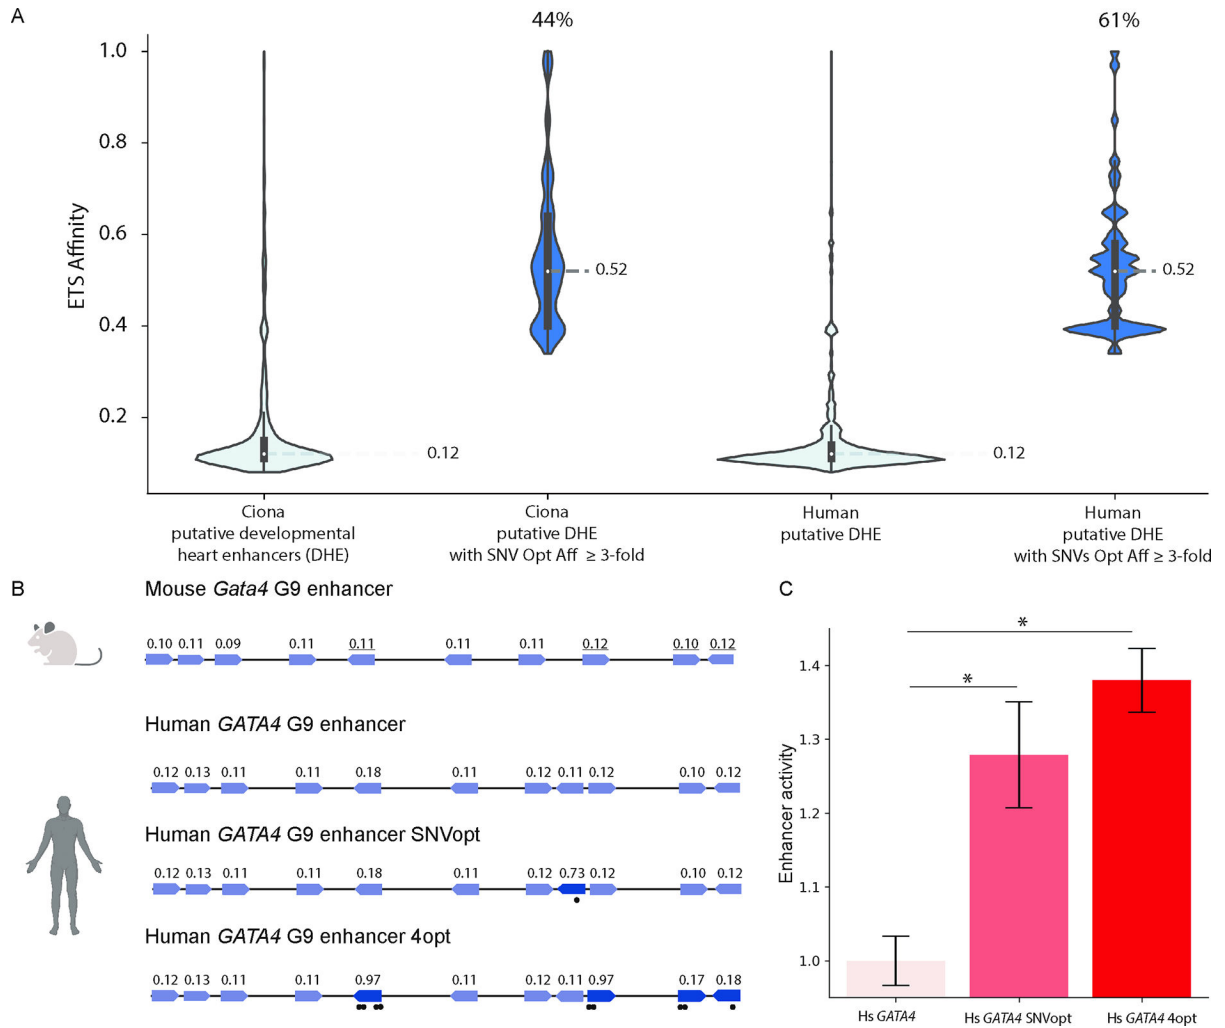 A
44%
61%
1.0
0.8
0.6
0.4
0.2
ETS Affinity
0.12
0.52
0.12
0.52
Ciona
putative developmental
heart enhancers (DHE)
Ciona
putative DHE
with SNV Opt Aff ≥ 3-fold
Human
putative DHE
Human
putative DHE
with SNVs Opt Aff ≥ 3-fold
B
Mouse Gata4 G9 enhancer
0.10 0.11 0.09 0.11 0.11 0.11 0.11 0.12 0.10 0.12
Human GATA4 G9 enhancer
0.12 0.13 0.11 0.11 0.18 0.11 0.12 0.11 0.12 0.10 0.12
Human GATA4 G9 enhancer SNVopt
0.12 0.13 0.11 0.11 0.18 0.11 0.12 0.73 0.12 0.10 0.12
Human GATA4 G9 enhancer 4opt
0.12 0.13 0.11 0.11 0.97 0.11 0.12 0.11 0.97 0.17 0.18
C
*
*
1.4
1.3
1.2
1.1
1.0
Enhancer activity
Hs GATA4
Hs GATA4 SNVopt
Hs GATA4 4opt